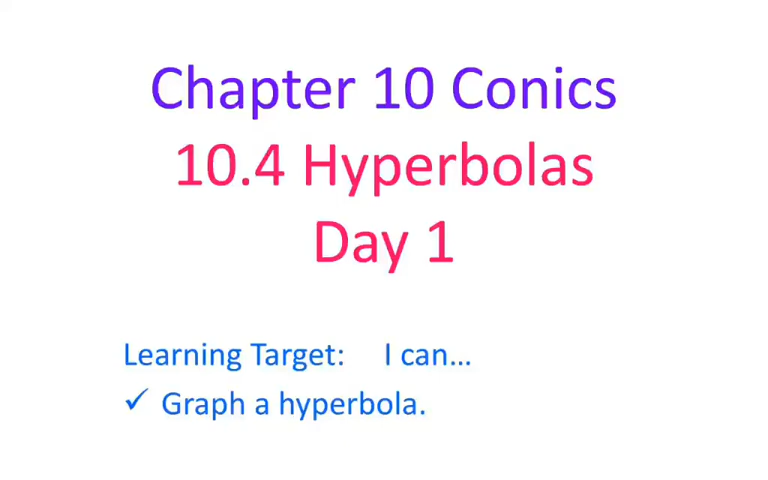 Chapter 10 Conics
10.4 Hyperbolas
Day 1
Learning Target: I can…
✓ Graph a hyperbola.